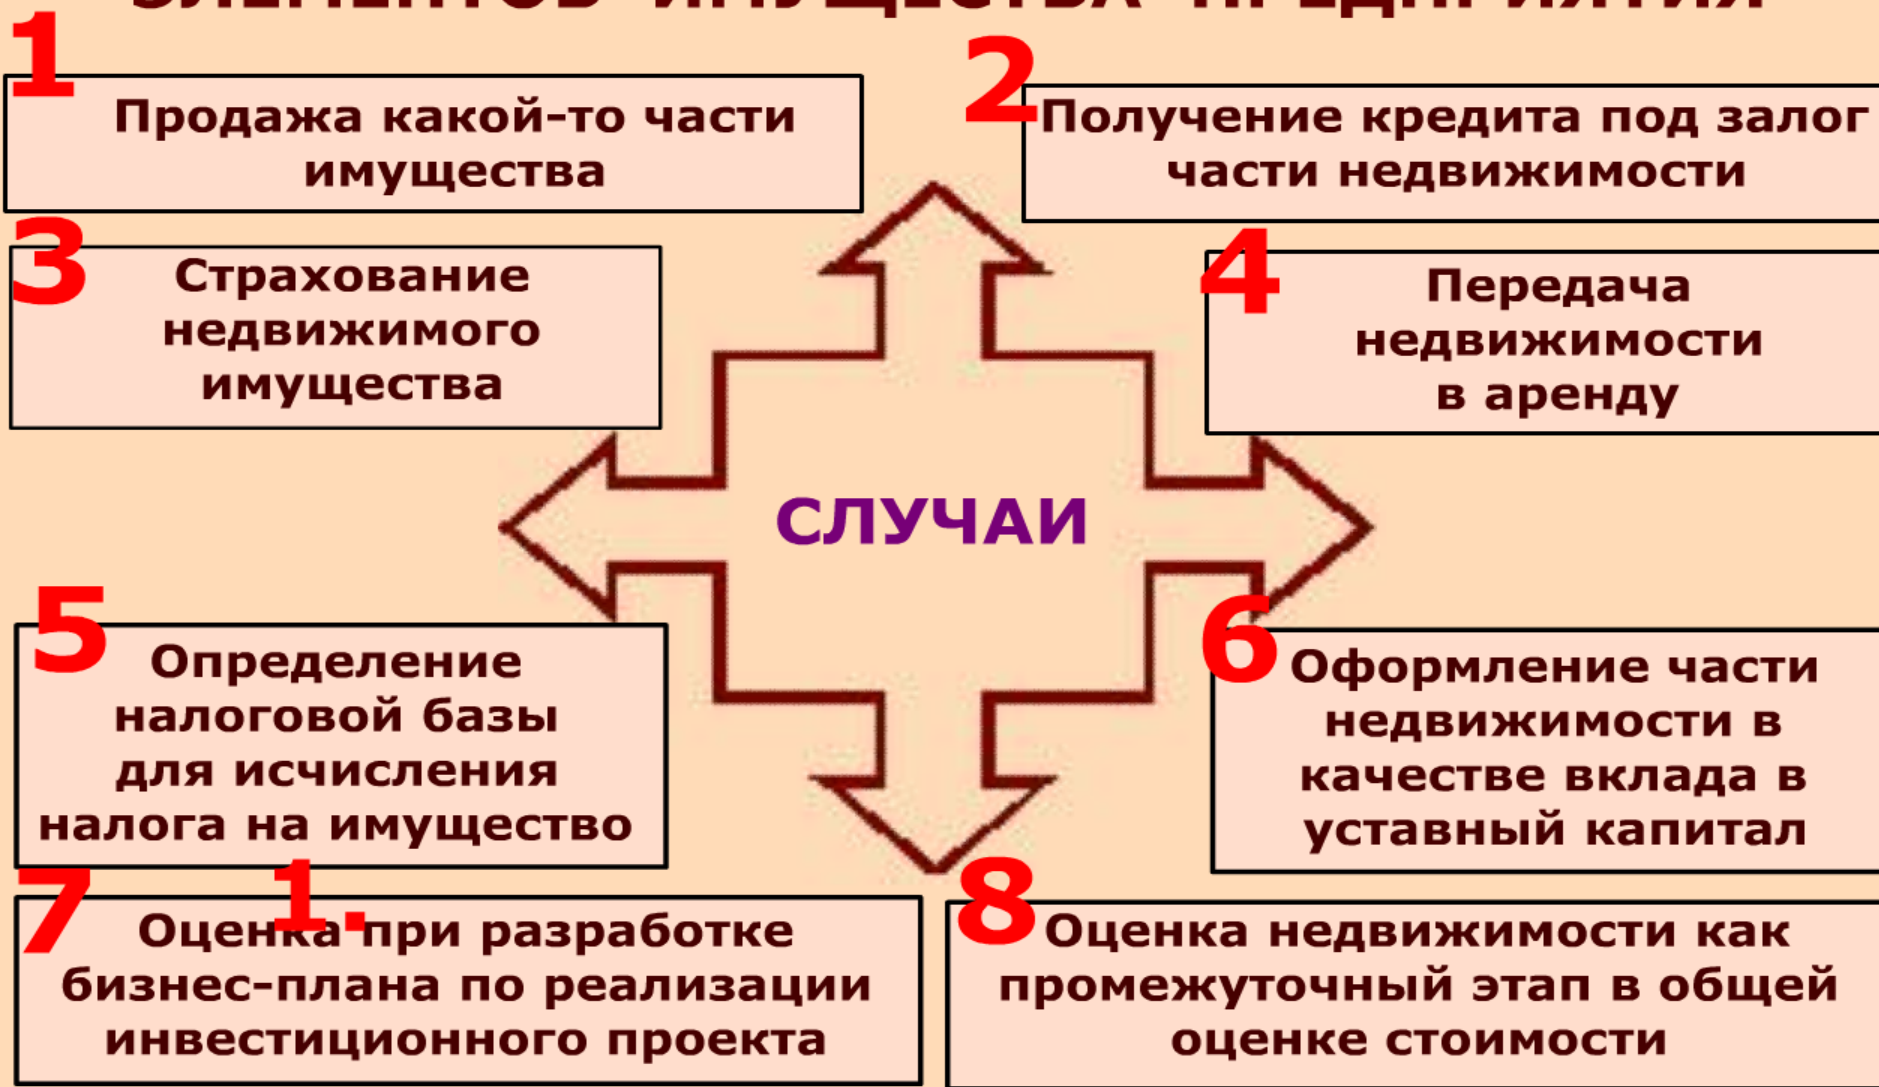 ЭЛЕМЕНТОВ ИМУЩЕСТВА ПРЕДПРИЯТИЯ
1
Продажа какой-то части
имущества
2
Получение кредита под залог
части недвижимости
3
Страхование
недвижимого
имущества
4
Передача
недвижимости
в аренду
СЛУЧАИ
5
Определение
налоговой базы
для исчисления
налога на имущество
6
Оформление части
недвижимости в
качестве вклада в
уставный капитал
7
1.
Оценка при разработке
бизнес-плана по реализации
инвестиционного проекта
8
Оценка недвижимости как
промежуточный этап в общей
оценке стоимости